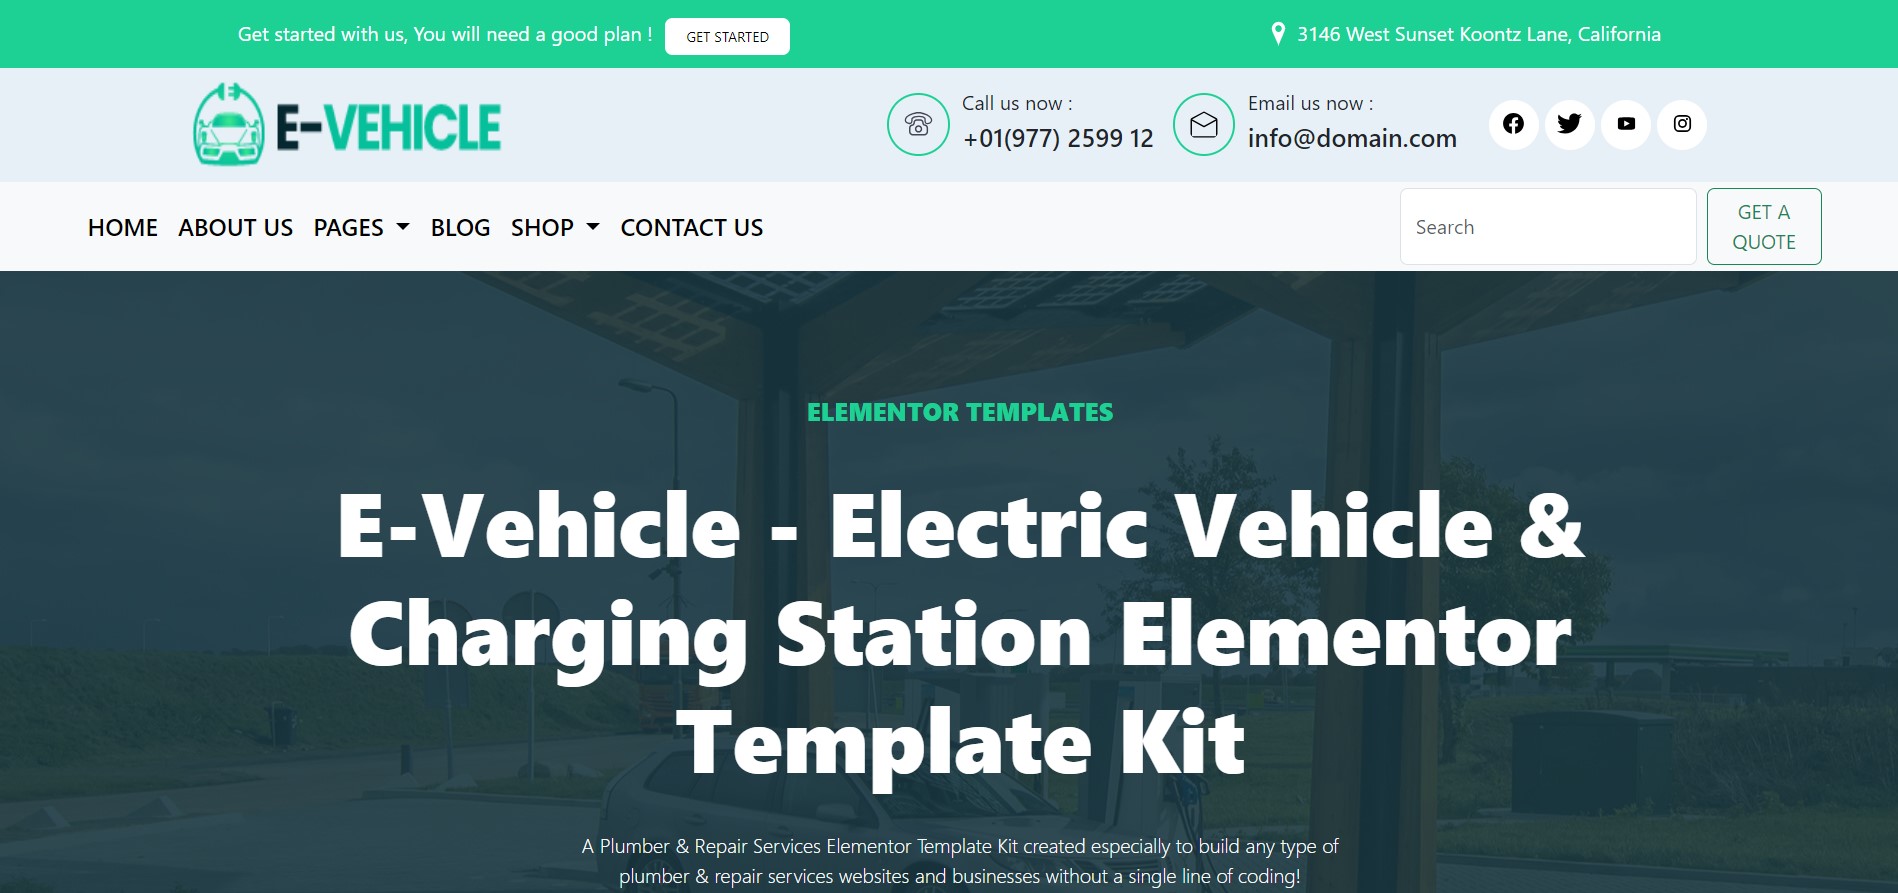 Get started with us, You will need a good plan !
GET STARTED
3146 West Sunset Koontz Lane, California
E-VEHICLE
Call us now :
+01(977) 2599 12
Email us now :
info@domain.com
HOME
ABOUT US
PAGES
BLOG
SHOP
CONTACT US
Search
GET A
QUOTE
ELEMENTOR TEMPLATES
E-Vehicle - Electric Vehicle &
Charging Station Elementor
Template Kit
A Plumber & Repair Services Elementor Template Kit created especially to build any type of
plumber & repair services websites and businesses without a single line of coding!